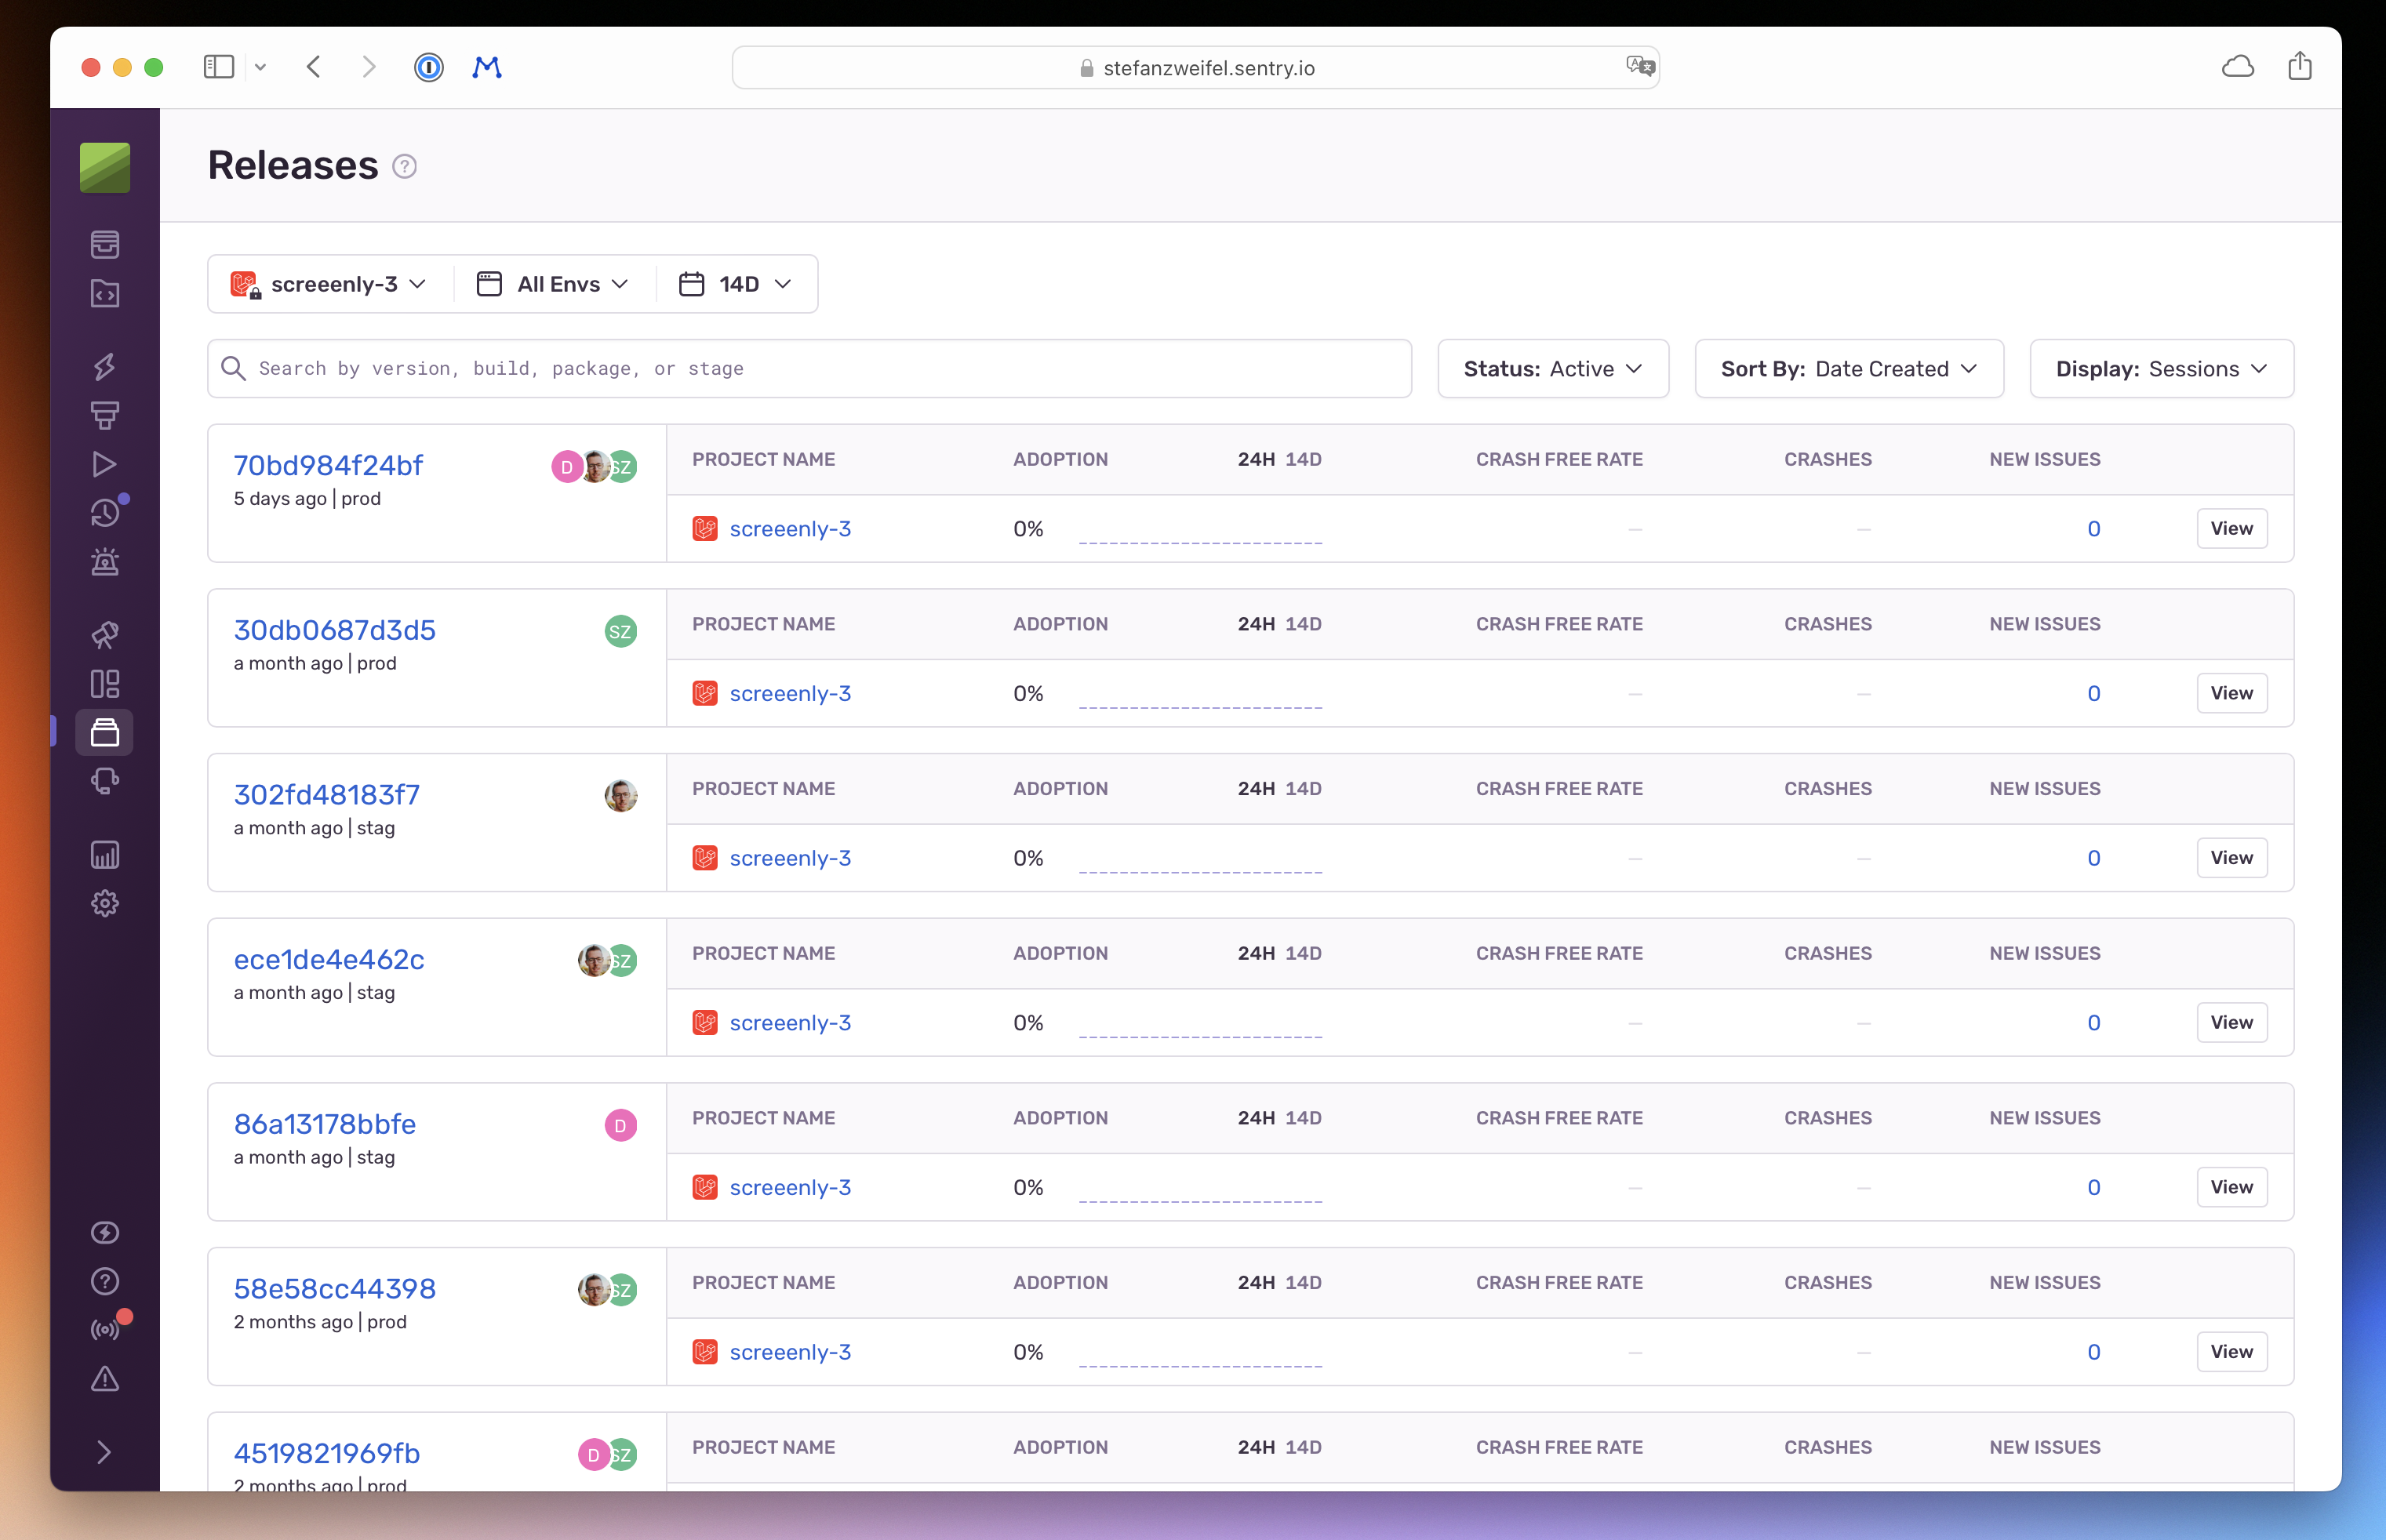 stefanzweifel.sentry.io
Releases ?
screeenly-3 All Envs 14D
Search by version, build, package, or stage Status: Active Sort By: Date Created Display: Sessions
70bd984f24bf D SZ PROJECT NAME ADOPTION 24H 14D CRASH FREE RATE CRASHES NEW ISSUES
5 days ago | prod
screeenly-3 0% — — 0 View
30db0687d3d5 SZ PROJECT NAME ADOPTION 24H 14D CRASH FREE RATE CRASHES NEW ISSUES
a month ago | prod
screeenly-3 0% — — 0 View
302fd48183f7 PROJECT NAME ADOPTION 24H 14D CRASH FREE RATE CRASHES NEW ISSUES
a month ago | stag
screeenly-3 0% — — 0 View
ece1de4e462c SZ PROJECT NAME ADOPTION 24H 14D CRASH FREE RATE CRASHES NEW ISSUES
a month ago | stag
screeenly-3 0% — — 0 View
86a13178bbfe D PROJECT NAME ADOPTION 24H 14D CRASH FREE RATE CRASHES NEW ISSUES
a month ago | stag
screeenly-3 0% — — 0 View
58e58cc44398 SZ PROJECT NAME ADOPTION 24H 14D CRASH FREE RATE CRASHES NEW ISSUES
2 months ago | prod
screeenly-3 0% — — 0 View
4519821969fb D SZ PROJECT NAME ADOPTION 24H 14D CRASH FREE RATE CRASHES NEW ISSUES
2 months ago | prod